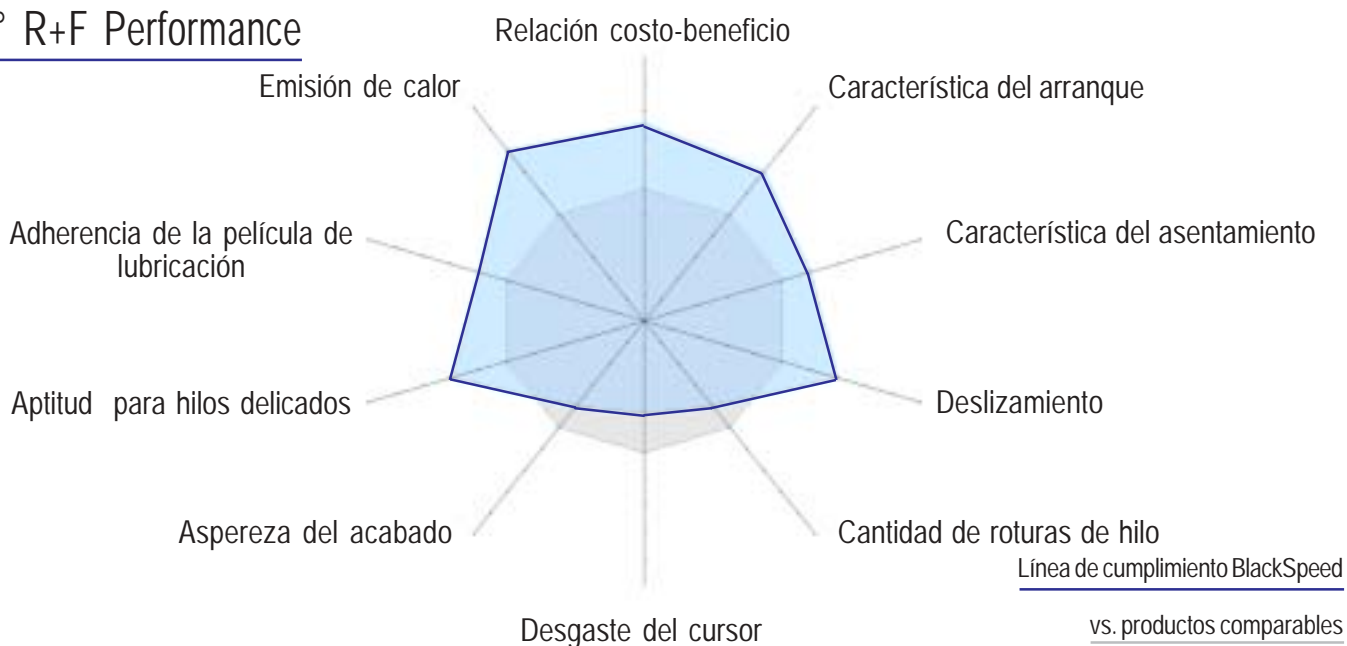 ° R+F Performance
Relación costo-beneficio
Emisión de calor
Característica del arranque
Adherencia de la película de
lubricación
Característica del asentamiento
Aptitud para hilos delicados
Deslizamiento
Aspereza del acabado
Cantidad de roturas de hilo
Línea de cumplimiento BlackSpeed
Desgaste del cursor
vs. productos comparables